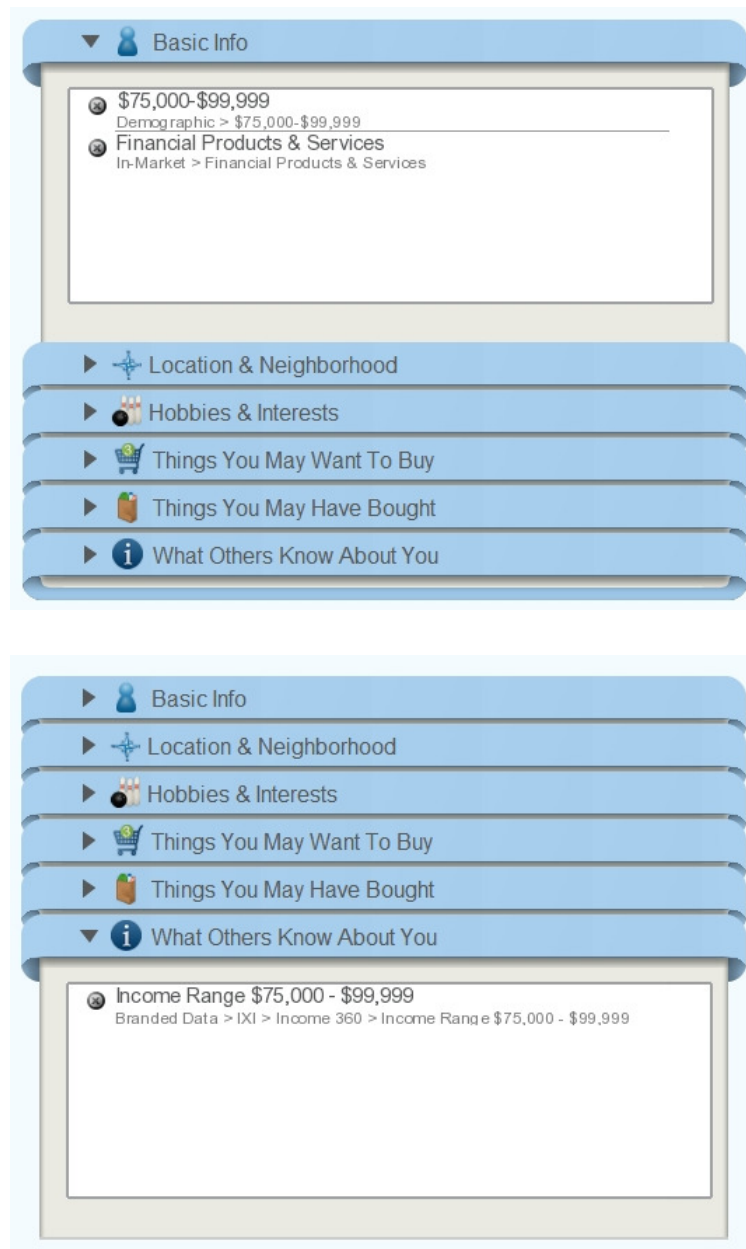 Basic Info
$75,000-$99,999
Demographic > $75,000-$99,999
Financial Products & Services
In-Market > Financial Products & Services
Location & Neighborhood
Hobbies & Interests
3
Things You May Want To Buy
Things You May Have Bought
i
What Others Know About You
Basic Info
Location & Neighborhood
Hobbies & Interests
3
Things You May Want To Buy
Things You May Have Bought
i
What Others Know About You
Income Range $75,000 - $99,999
Branded Data > IXI > Income 360 > Income Range $75,000 - $99,999